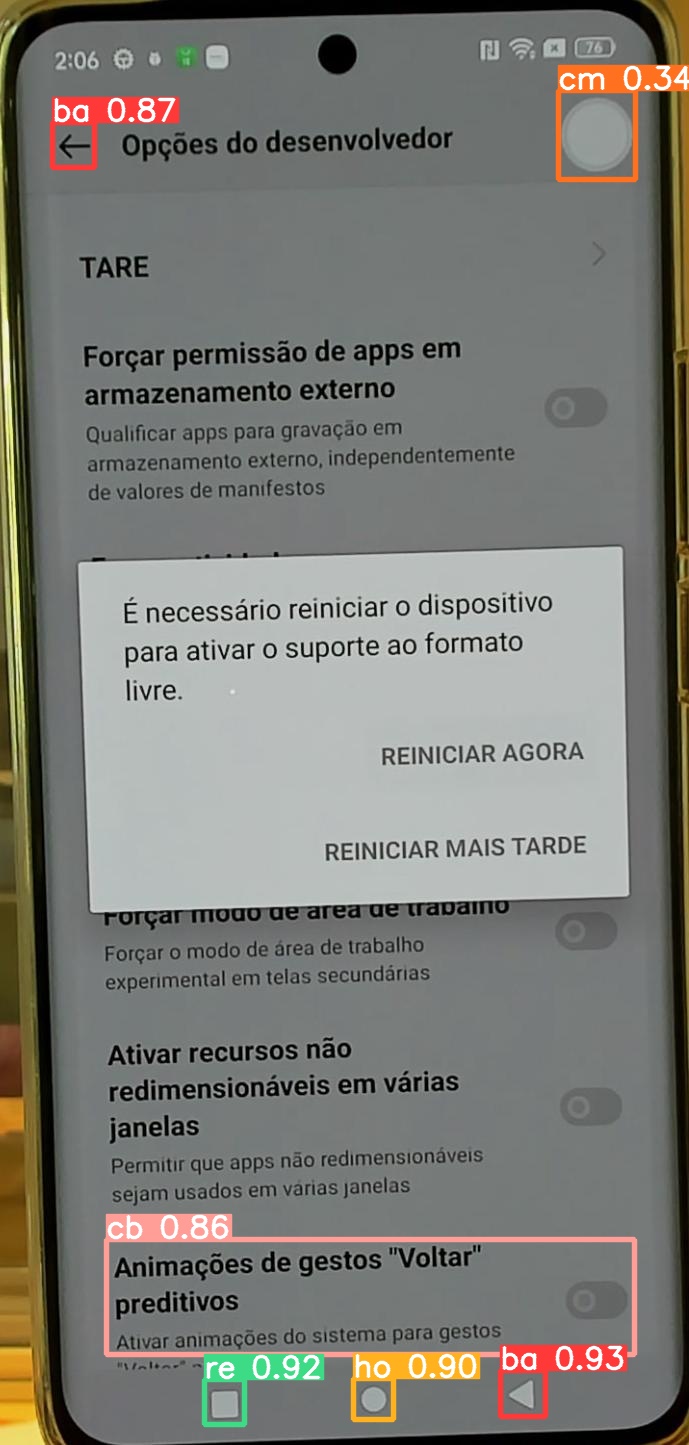 2:06
76
cm 0.34
ba 0.87
Opções do desenvolvedor
TARE
Forçar permissão de apps em
armazenamento externo
Qualificar apps para gravação em
armazenamento externo, independentemente
de valores de manifestos
É necessário reiniciar o dispositivo
para ativar o suporte ao formato
livre.
REINICIAR AGORA
REINICIAR MAIS TARDE
Forçar modo de área de trabalho
Forçar o modo de área de trabalho
experimental em telas secundárias
Ativar recursos não
redimensionáveis em várias
janelas
Permitir que apps não redimensionáveis
sejam usados em várias janelas
cb 0.86
Animações de gestos "Voltar"
preditivos
Ativar animações do sistema para gestos
"Voltar"
re 0.92
ho 0.90
ba 0.93